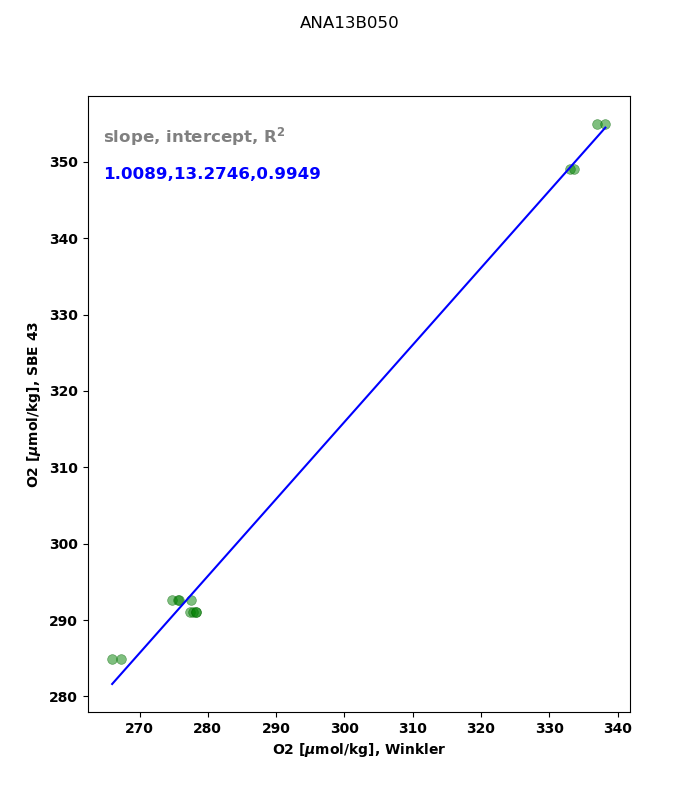 ANA13B050
slope, intercept, R²
1.0089,13.2746,0.9949
350
340
330
320
310
300
290
280
O2 [μmol/kg], SBE 43
270 280 290 300 310 320 330 340
O2 [μmol/kg], Winkler